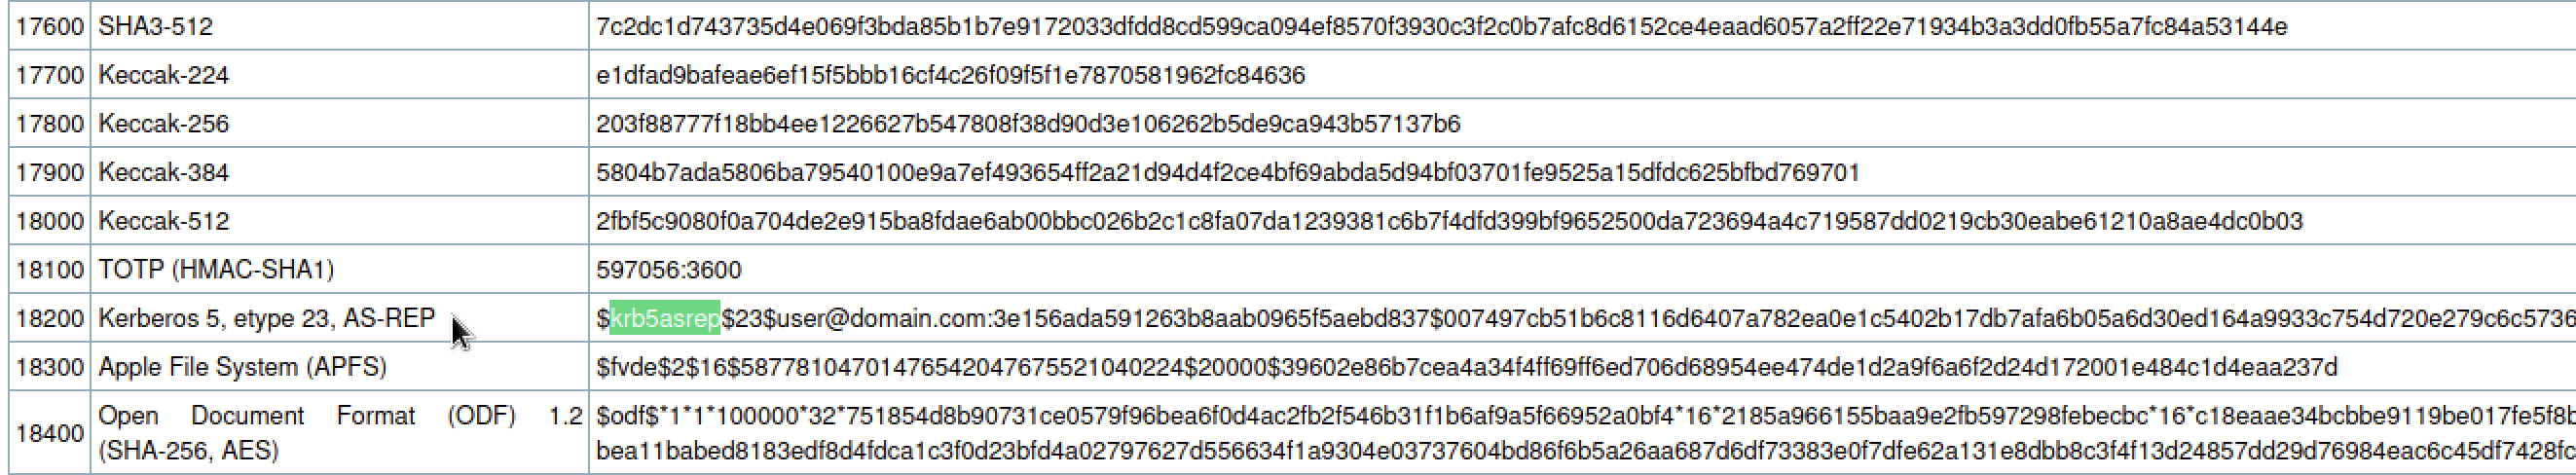 17600 SHA3-512 7c2dc1d743735d4e069f3bda85b1b7e9172033dfdd8cd599ca094ef8570f3930c3f2c0b7afc8d6152ce4eaad6057a2ff22e71934b3a3dd0fb55a7fc84a53144e
17700 Keccak-224 e1dfad9bafeae6ef15f5bbb16cf4c26f09f5f1e7870581962fc84636
17800 Keccak-256 203f88777f18bb4ee1226627b547808f38d90d3e106262b5de9ca943b57137b6
17900 Keccak-384 5804b7ada5806ba79540100e9a7ef493654ff2a21d94d4f2ce4bf69abda5d94bf03701fe9525a15dfdc625bfbd769701
18000 Keccak-512 2fbf5c9080f0a704de2e915ba8fdae6ab00bbc026b2c1c8fa07da1239381c6b7f4dfd399bf9652500da723694a4c719587dd0219cb30eabe61210a8ae4dc0b03
18100 TOTP (HMAC-SHA1) 597056:3600
18200 Kerberos 5, etype 23, AS-REP $krb5asrep$23$user@domain.com:3e156ada591263b8aab0965f5aebd837$007497cb51b6c8116d6407a782ea0e1c5402b17db7afa6b05a6d30ed164a9933c754d720e279c6c5736
18300 Apple File System (APFS) $fvde$2$16$58778104701476542047675521040224$20000$39602e86b7cea4a34f4ff69ff6ed706d68954ee474de1d2a9f6a6f2d24d172001e484c1d4eaa237d
18400 Open Document Format (ODF) 1.2 $odf$*1*1*100000*32*751854d8b90731ce0579f96bea6f0d4ac2fb2f546b31f1b6af9a5f66952a0bf4*16*2185a966155baa9e2fb597298febecbc*16*c18eaae34bcbbe9119be017fe5f8b
(SHA-256, AES) bea11babed8183edf8d4fdca1c3f0d23bfd4a02797627d556634f1a9304e03737604bd86f6b5a26aa687d6df73383e0f7dfe62a131e8dbb8c3f4f13d24857dd29d76984eac6c45df7428fc